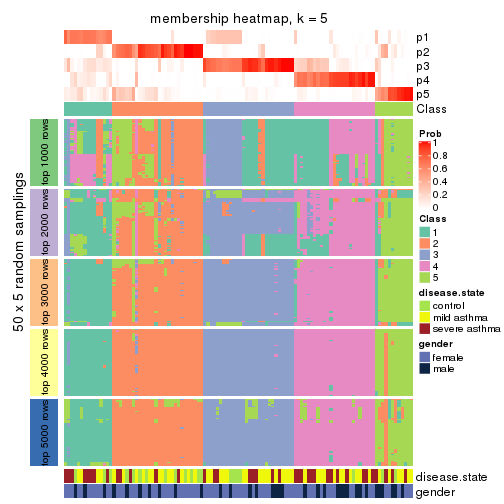 membership heatmap, k = 5
p1
p2
p3
p4
p5
Class
50 x 5 random samplings
top 1000 rows
top 2000 rows
top 3000 rows
top 4000 rows
top 5000 rows
disease.state
gender
Prob
1
0.8
0.6
0.4
0.2
0
Class
1
2
3
4
5
disease.state
control
mild asthma
severe asthma
gender
female
male